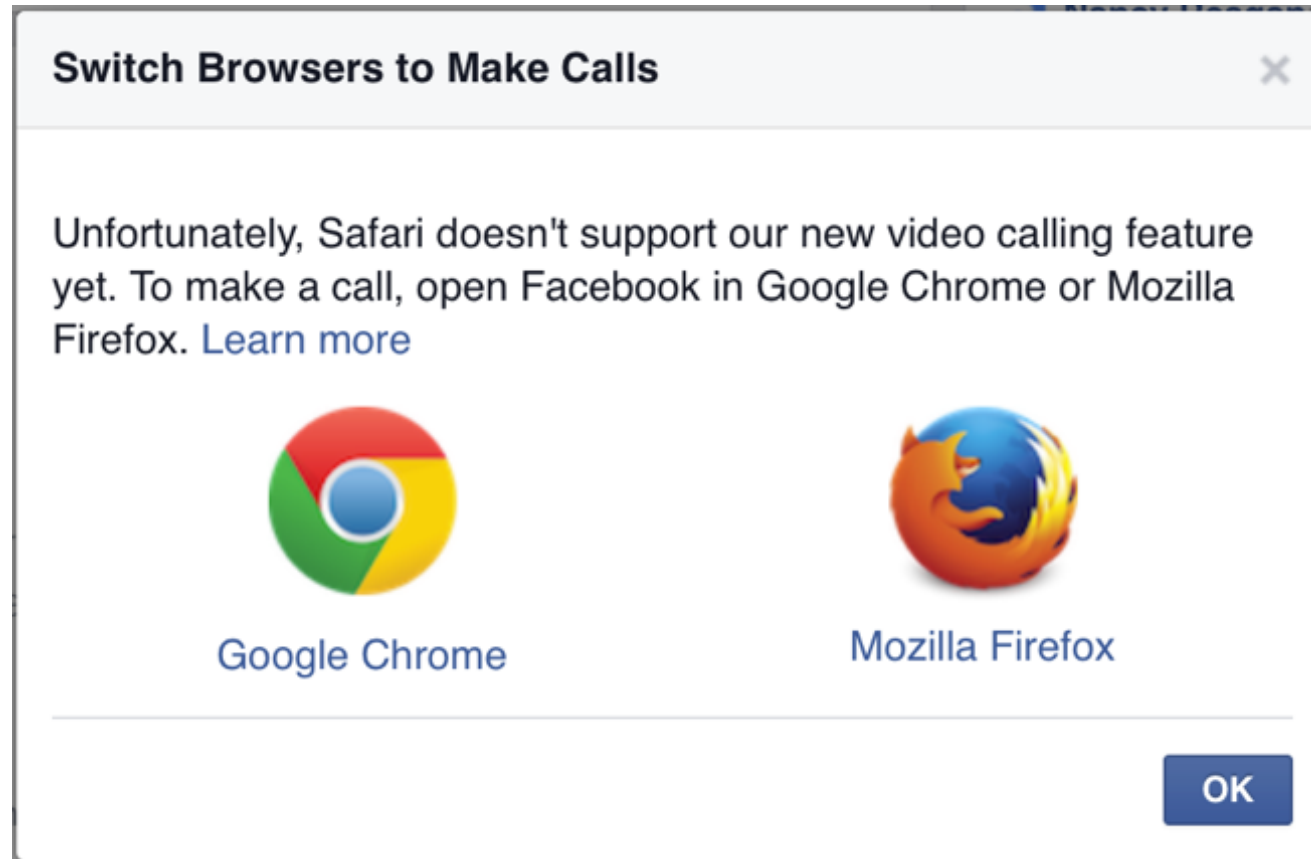 Switch Browsers to Make Calls
Unfortunately, Safari doesn't support our new video calling feature
yet. To make a call, open Facebook in Google Chrome or Mozilla
Firefox. Learn more
Google Chrome
Mozilla Firefox
OK